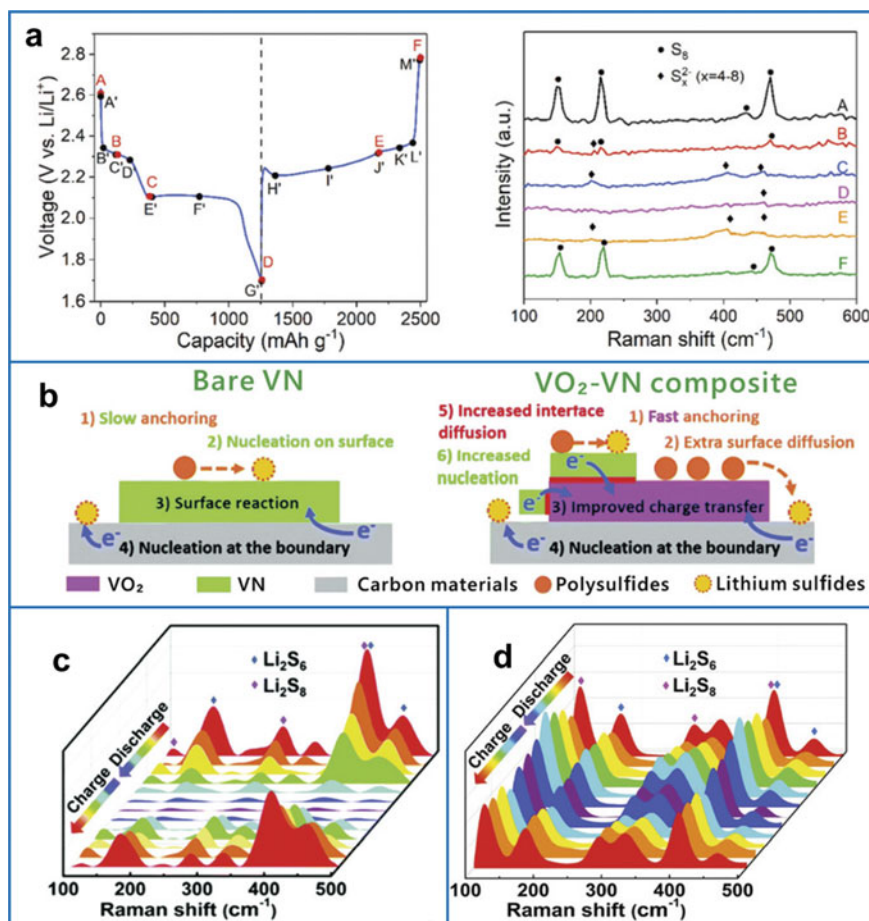 a
2.8
2.6
2.4
2.2
2.0
1.8
1.6
Voltage (V vs. Li/Li⁺)
A
A'
B'
B
C'
D'
C
E'
F'
G'
D
H'
I'
E
J'
K'
L'
M'
F
0
500
1000
1500
2000
2500
Capacity (mAh g⁻¹)
Intensity (a.u.)
● S₈
♦ Sₓ²⁻ (x=4-8)
A
B
C
D
E
F
100
200
300
400
500
600
Raman shift (cm⁻¹)
b
Bare VN
1) Slow anchoring
2) Nucleation on surface
3) Surface reaction
e⁻
e⁻
4) Nucleation at the boundary
VO₂-VN composite
5) Increased interface
diffusion
6) Increased
nucleation
1) Fast anchoring
2) Extra surface diffusion
e⁻
e⁻
3) Improved charge transfer
e⁻
e⁻
4) Nucleation at the boundary
VO₂
VN
Carbon materials
Polysulfides
Lithium sulfides
c
♦ Li₂S₆
♦ Li₂S₈
Discharge
Charge
100
200
300
400
500
Raman shift (cm⁻¹)
d
♦ Li₂S₆
♦ Li₂S₈
Discharge
Charge
100
200
300
400
500
Raman shift (cm⁻¹)